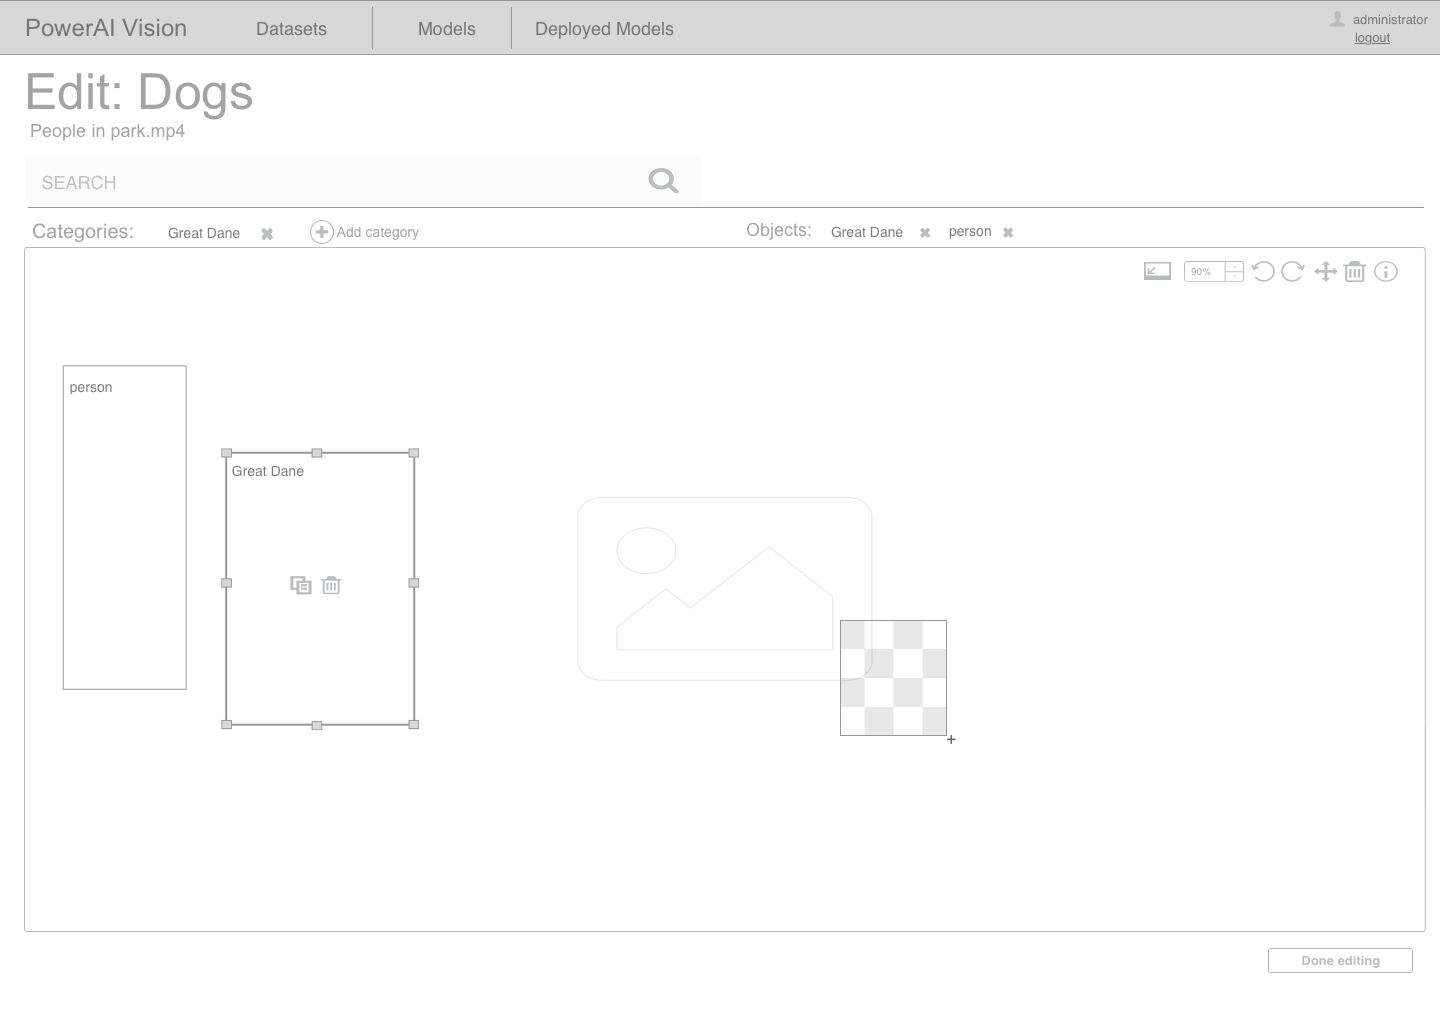 PowerAI Vision Datasets Models Deployed Models administrator
logout
Edit: Dogs
People in park.mp4
SEARCH
Categories: Great Dane Add category Objects: Great Dane person
90%
person
Great Dane
Done editing